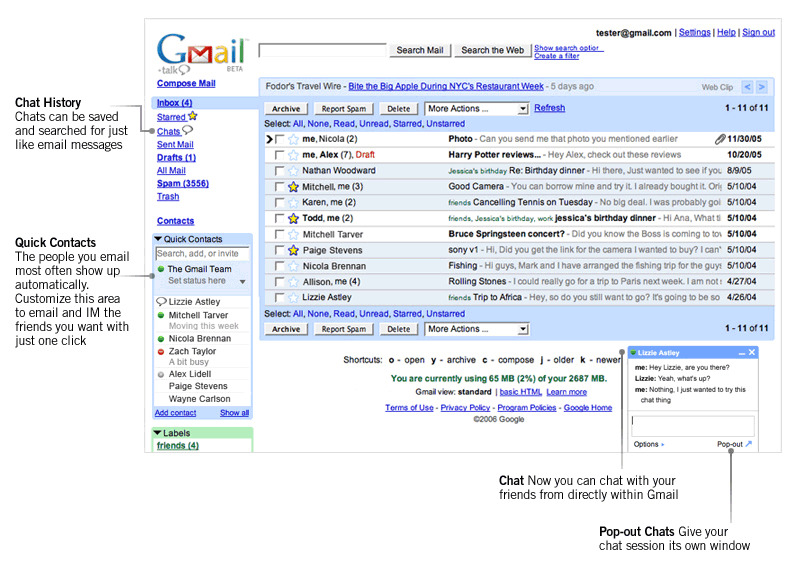 tester@gmail.com | Settings | Help | Sign out
Gmail
-talk
BETA
Search Mail
Search the Web
Show search option
Create a filter
Compose Mail
Inbox (4)
Starred
Chats
Sent Mail
Drafts (1)
All Mail
Spam (3556)
Trash
Contacts
Chat History
Chats can be saved
and searched for just
like email messages
Fodor's Travel Wire - Bite the Big Apple During NYC's Restaurant Week - 5 days ago
Web Clip < >
Archive Report Spam Delete More Actions ... Refresh 1 - 11 of 11
Select: All, None, Read, Unread, Starred, Unstarred
me, Nicola (2) Photo - Can you send me that photo you mentioned earlier 11/30/05
me, Alex (7), Draft Harry Potter reviews... - Hey Alex, check out these reviews 10/20/05
Nathan Woodward Jessica's birthday Re: Birthday dinner - Hi there, Just wanted to see if you 8/9/05
Mitchell, me (3) Good Camera - You can borrow mine and try it. I already bought it. Orig 5/10/04
Karen, me (2) friends Cancelling Tennis on Tuesday - No big deal. I was probably goi 5/10/04
Todd, me (2) friends, Jessica's birthday, work jessica's birthday dinner - Hi Ana, What ti 5/10/04
Mitchell Tarver Bruce Springsteen concert? - Did you know the Boss is coming to tow 5/10/04
Paige Stevens sony v1 - Hi, Did you get the link for the camera I wanted to buy? I can' 5/10/04
Nicola Brennan Fishing - Hi guys, Mark and I have arranged the fishing trip for the guys 5/10/04
Allison, me (4) Rolling Stones - I could really go for a trip to Paris next week. I am not s 4/27/04
Lizzie Astley friends Trip to Africa - Hey, so do you still want to go? It's going to be so 4/26/04
Select: All, None, Read, Unread, Starred, Unstarred
Archive Report Spam Delete More Actions ... 1 - 11 of 11
Quick Contacts
The people you email
most often show up
automatically.
Customize this area
to email and IM the
friends you want with
just one click
Quick Contacts
Search, add, or invite
The Gmail Team
Set status here
Lizzie Astley
Mitchell Tarver
Moving this week
Nicola Brennan
Zach Taylor
A bit busy
Alex Lidell
Paige Stevens
Wayne Carlson
Add contact Show all
Labels
friends (4)
Shortcuts: o - open y - archive c - compose j - older k - newer
You are currently using 65 MB (2%) of your 2687 MB.
Gmail view: standard | basic HTML Learn more
Terms of Use - Privacy Policy - Program Policies - Google Home
©2006 Google
Lizzie Astley
me: Hey Lizzie, are you there?
Lizzie: Yeah, what's up?
me: Nothing, I just wanted to try this
chat thing
Options Pop-out
Chat Now you can chat with your
friends from directly within Gmail
Pop-out Chats Give your
chat session its own window